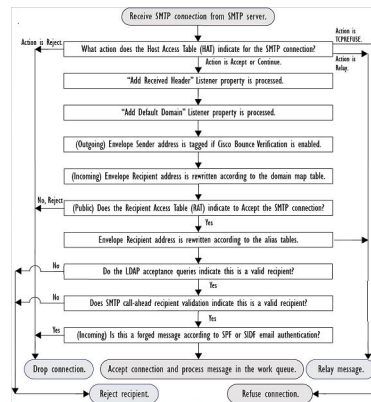 Receive SMTP connection from SMTP server.
Action is Reject.
Action is
TCPREFUSE.
What action does the Host Access Table (HAT) indicate for the SMTP connection?
Action is Accept or Continue.
Action is
Relay.
"Add Received Header" Listener property is processed.
"Add Default Domain" Listener property is processed.
(Outgoing) Envelope Sender address is tagged if Cisco Bounce Verification is enabled.
(Incoming) Envelope Recipient address is rewritten according to the domain map table.
No, Reject
(Public) Does the Recipient Access Table (RAT) indicate to Accept the SMTP connection?
Yes
Envelope Recipient address is rewritten according to the alias tables.
No
Do the LDAP acceptance queries indicate this is a valid recipient?
Yes
No
Does SMTP call-ahead recipient validation indicate this is a valid recipient?
Yes
Yes
(Incoming) Is this a forged message according to SPF or SIDF email authentication?
Drop connection.
Accept connection and process message in the work queue.
Relay message.
Reject recipient.
Refuse connection.